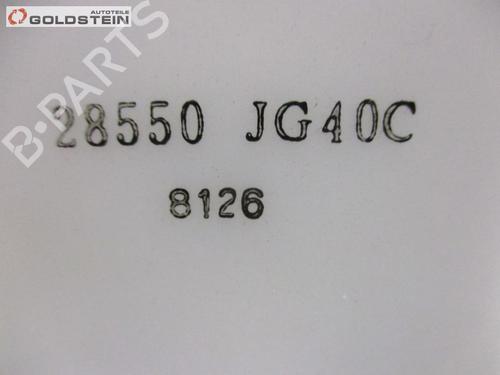 AUTOTEILE
GOLDSTEIN
B-PARTS
28550 JG40C
8126